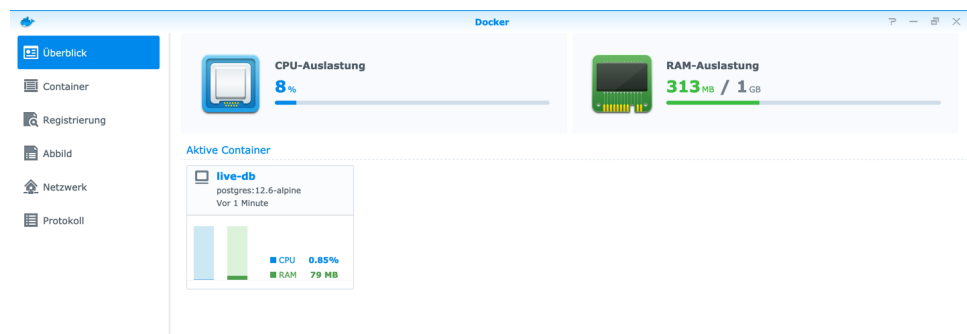 Docker
Überblick
Container
Registrierung
Abbild
Netzwerk
Protokoll
CPU-Auslastung
8 %
RAM-Auslastung
313 MB / 1 GB
Aktive Container
live-db
postgres:12.6-alpine
Vor 1 Minute
CPU 0.85%
RAM 79 MB